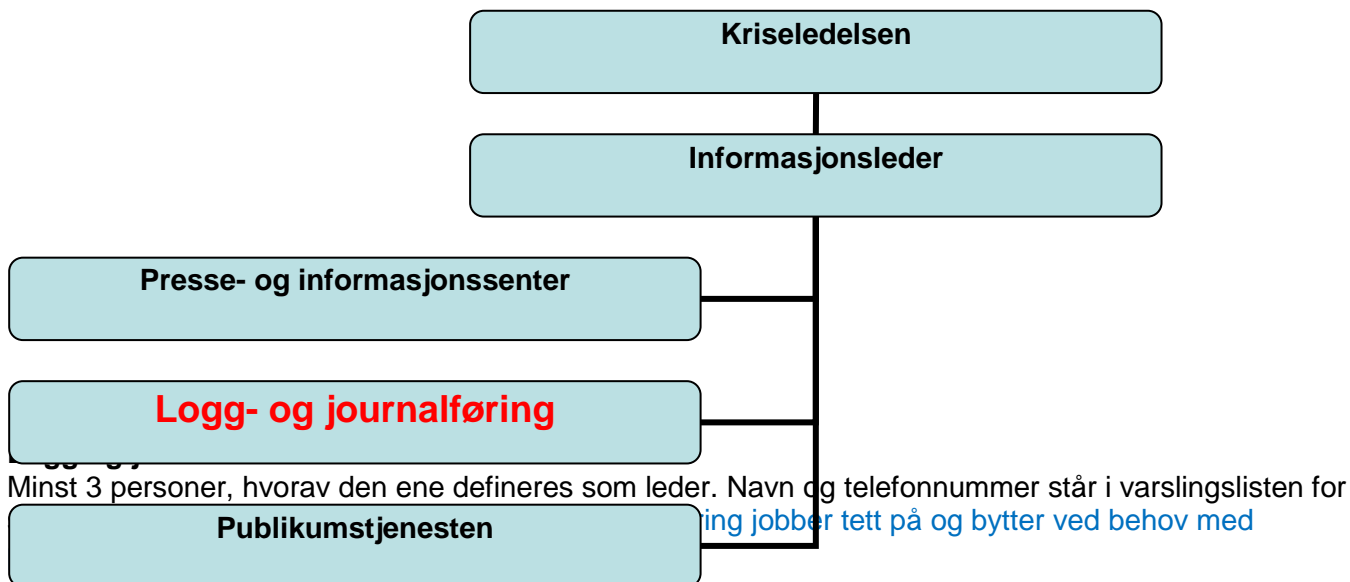 Kriseledelsen
Informasjonsleder
Presse- og informasjonssenter
Logg- og journalføring
Minst 3 personer, hvorav den ene defineres som leder. Navn og telefonnummer står i varslingslisten for
Publikumstjenesten
jobber tett på og bytter ved behov med